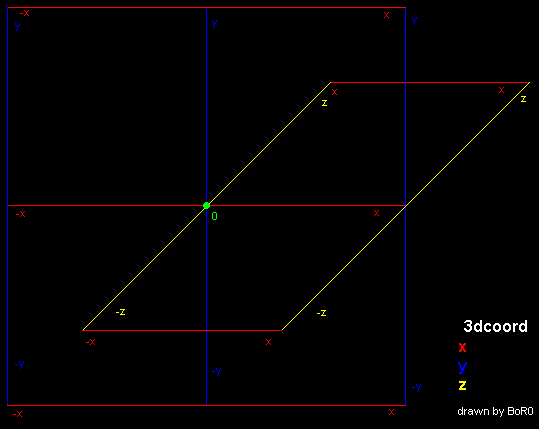 -x x
y y y
x x
z z
-x x
0
-z -z
3dcoord
-x x
x
-y -y y
z
-y
-x x
drawn by BoR0